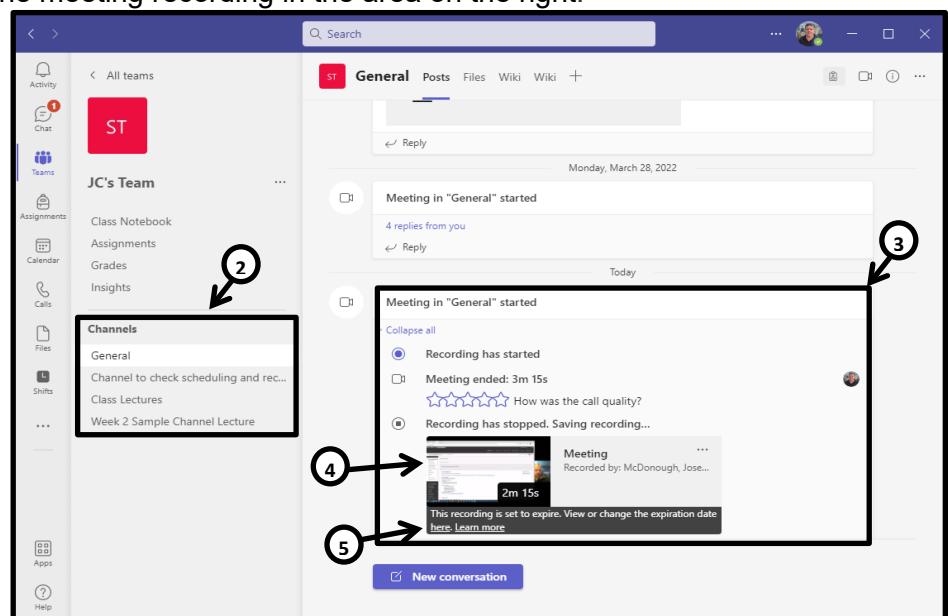 he meeting recording in the area on the right.
Search
Activity
Chat
1
Teams
Assignments
Calendar
Calls
Files
Shifts
Apps
Help
All teams
ST
JC's Team
Class Notebook
Assignments
Grades
Insights
2
Channels
General
Channel to check scheduling and rec...
Class Lectures
Week 2 Sample Channel Lecture
ST General Posts Files Wiki Wiki
Reply
Monday, March 28, 2022
Meeting in "General" started
4 replies from you
Reply
3
Today
Meeting in "General" started
Collapse all
Recording has started
Meeting ended: 3m 15s
How was the call quality?
Recording has stopped. Saving recording...
4
Meeting
Recorded by: McDonough, Jose...
2m 15s
This recording is set to expire. View or change the expiration date
here. Learn more
5
New conversation